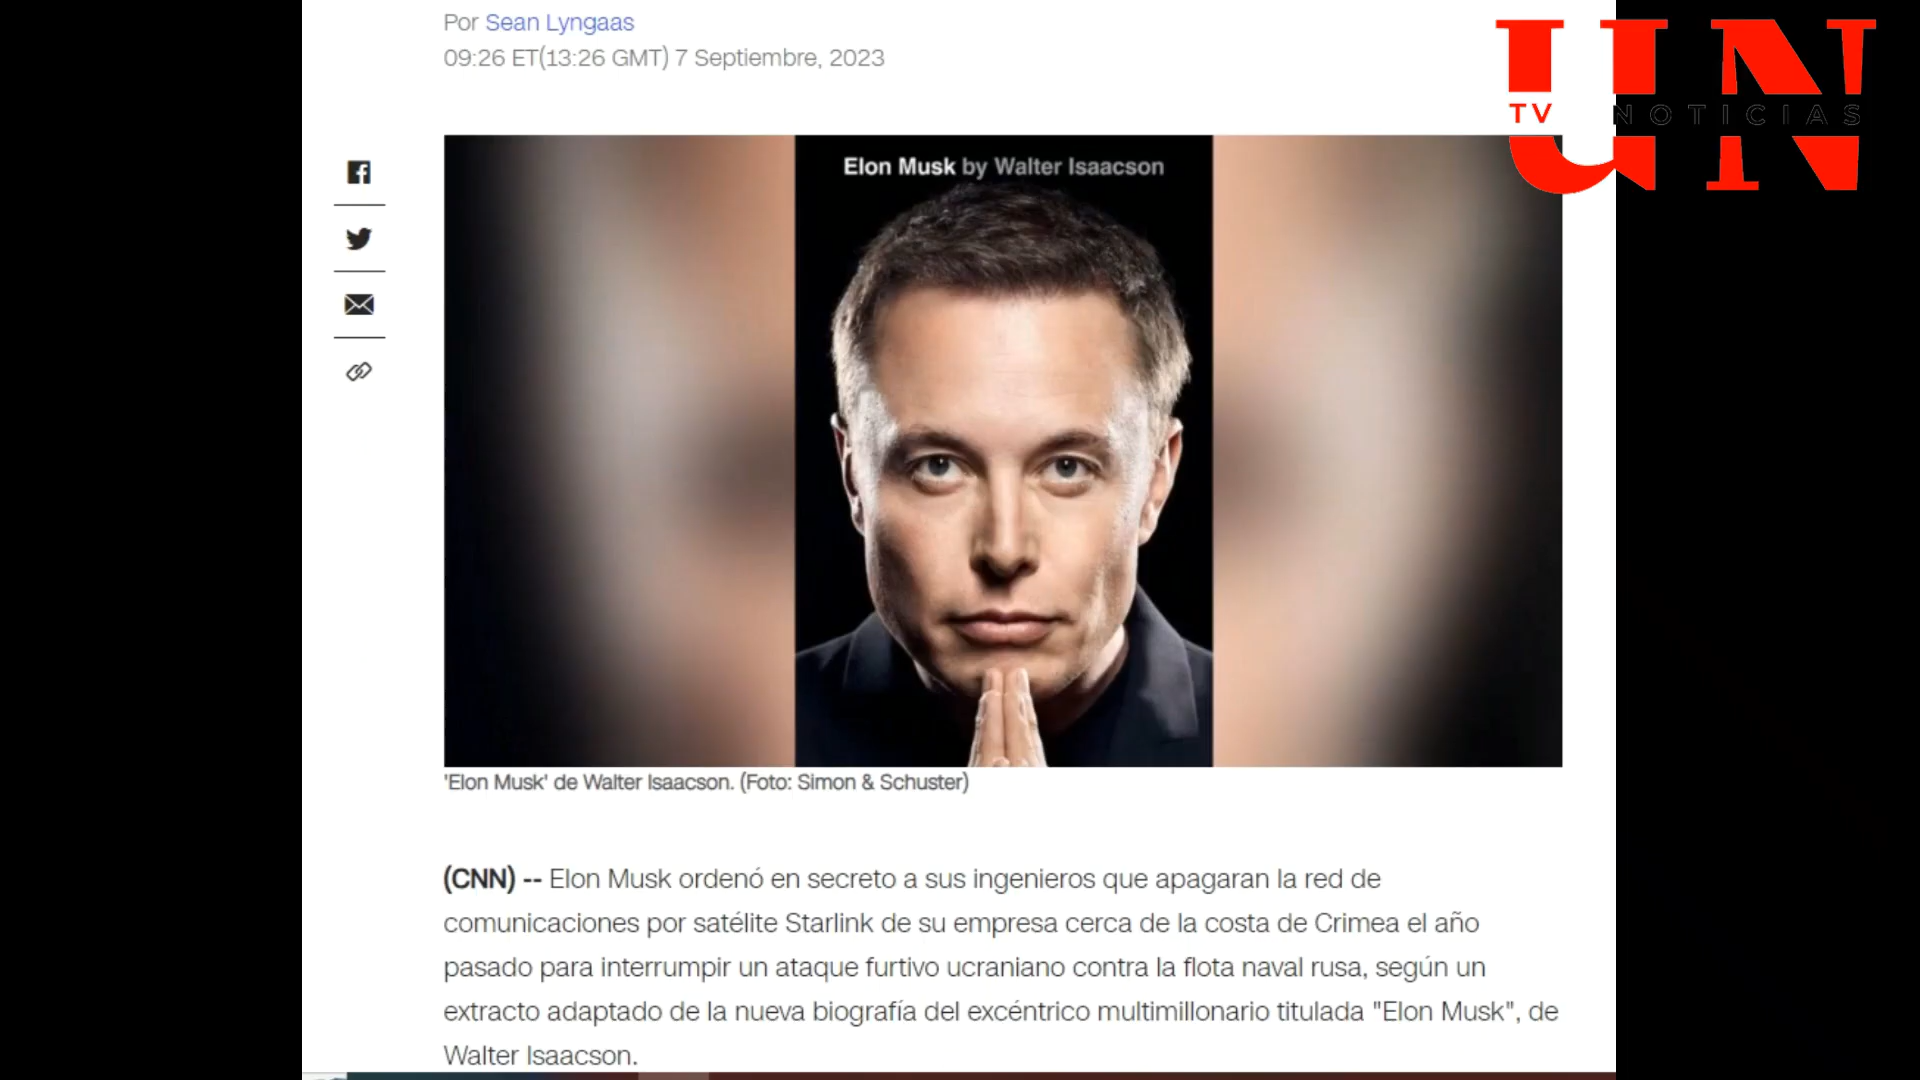 Por Sean Lyngaas
09:26 ET(13:26 GMT) 7 Septiembre, 2023
UN
TV NOTICIAS
Elon Musk by Walter Isaacson
'Elon Musk' de Walter Isaacson. (Foto: Simon & Schuster)
(CNN) -- Elon Musk ordenó en secreto a sus ingenieros que apagaran la red de
comunicaciones por satélite Starlink de su empresa cerca de la costa de Crimea el año
pasado para interrumpir un ataque furtivo ucraniano contra la flota naval rusa, según un
extracto adaptado de la nueva biografía del excéntrico multimillonario titulada "Elon Musk", de
Walter Isaacson.